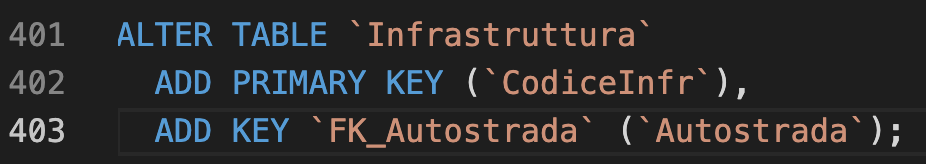 401 ALTER TABLE `Infrastruttura`
402 ADD PRIMARY KEY (`CodiceInfr`),
403 ADD KEY `FK_Autostrada` (`Autostrada`);